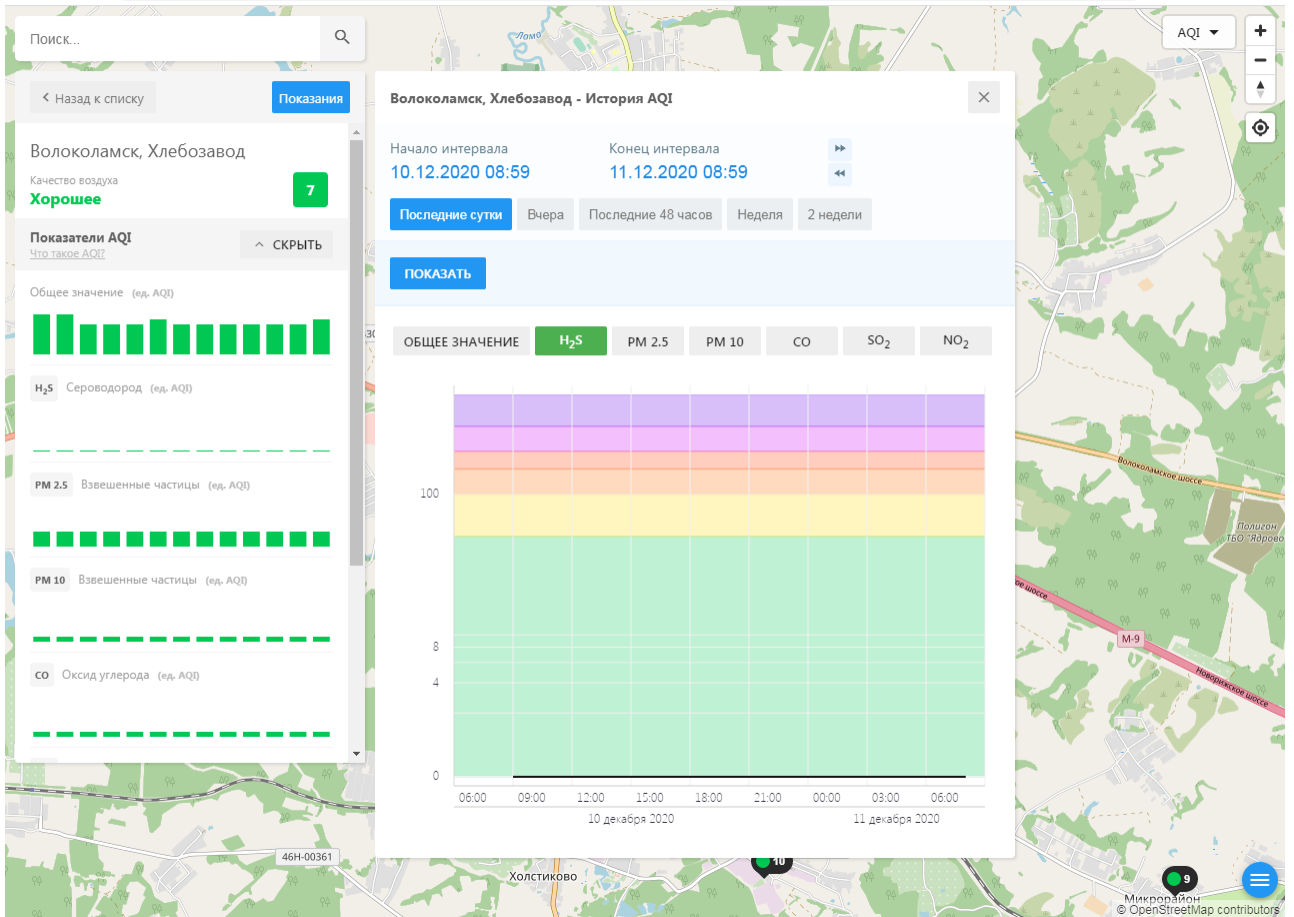 Поиск...
AQI
Ломо
Назад к списку
Показания
Волоколамск, Хлебозавод
Качество воздуха
Хорошее
7
Показатели AQI
Что такое AQI?
СКРЫТЬ
Общее значение (ед. AQI)
H2S Сероводород (ед. AQI)
PM 2.5 Взвешенные частицы (ед. AQI)
PM 10 Взвешенные частицы (ед. AQI)
CO Оксид углерода (ед. AQI)
Волоколамск, Хлебозавод - История AQI
Начало интервала
10.12.2020 08:59
Конец интервала
11.12.2020 08:59
Последние сутки
Вчера
Последние 48 часов
Неделя
2 недели
ПОКАЗАТЬ
ОБЩЕЕ ЗНАЧЕНИЕ
H2S
PM 2.5
PM 10
CO
SO2
NO2
100
8
4
0
06:00 09:00 12:00 15:00 18:00 21:00 00:00 03:00 06:00
10 декабря 2020 11 декабря 2020
Волоколамское шоссе
Полигон
ТБО "Ядрово
М-9
Новорижское шоссе
46Н-00361
Холстиково
10
9
Микрорайон
© OpenStreetMap contributors